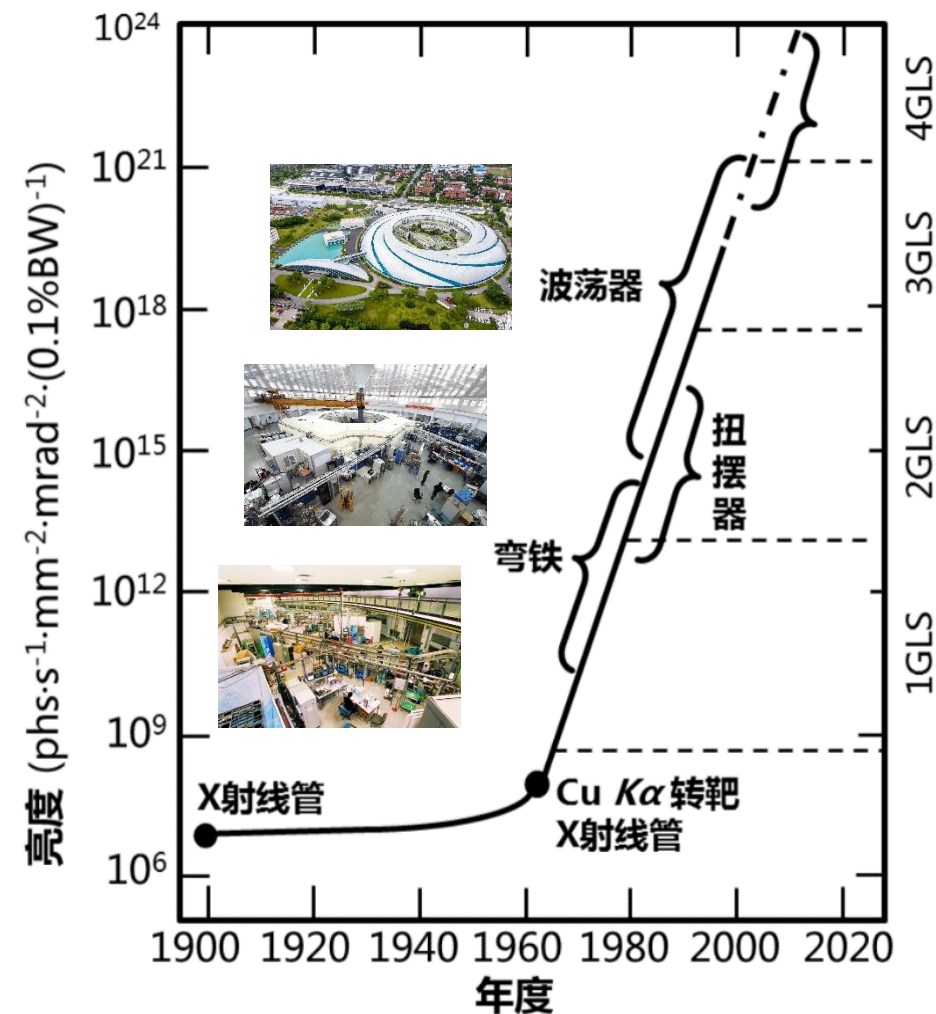 10²⁴
10²¹
10¹⁸
10¹⁵
10¹²
10⁹
10⁶
亮度 (phs·s⁻¹·mm⁻²·mrad⁻²·(0.1%BW)⁻¹)
4GLS
3GLS
2GLS
1GLS
波荡器
扭
摆
器
弯铁
X射线管
Cu Kα 转靶
X射线管
1900 1920 1940 1960 1980 2000 2020
年度